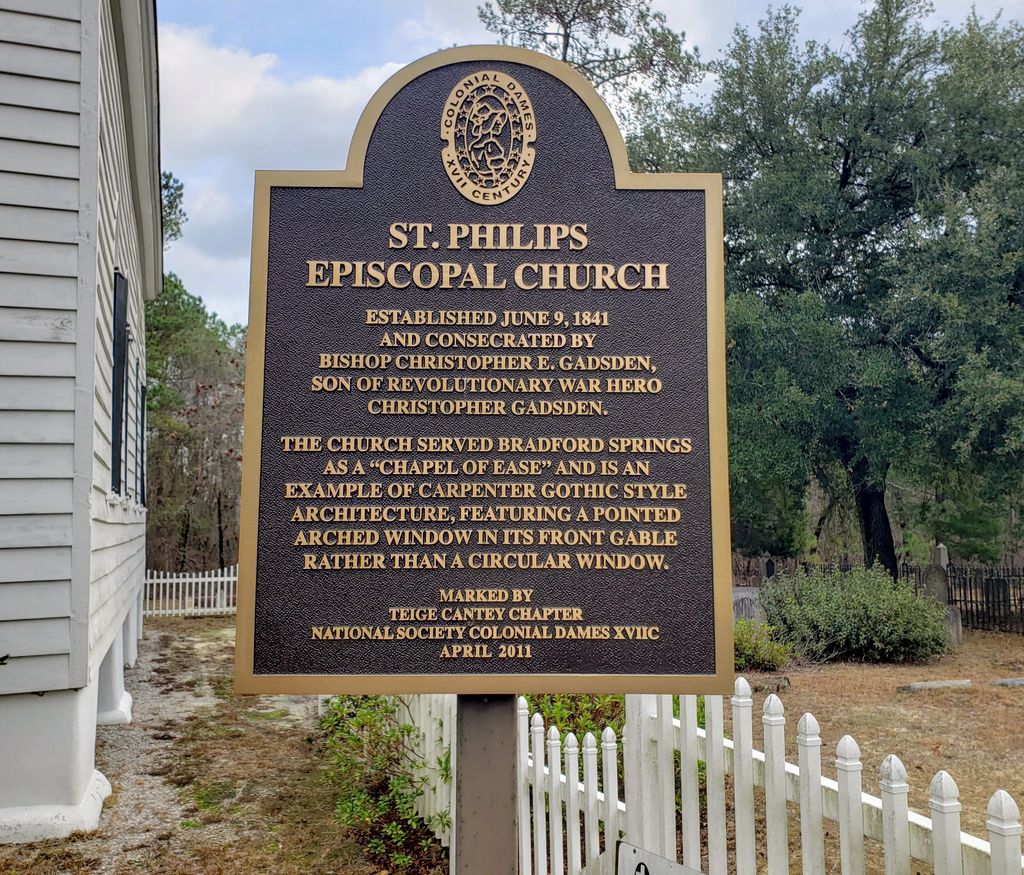 COLONIAL DAMES
XVII CENTURY
ST. PHILIPS
EPISCOPAL CHURCH
ESTABLISHED JUNE 9, 1841
AND CONSECRATED BY
BISHOP CHRISTOPHER E. GADSDEN,
SON OF REVOLUTIONARY WAR HERO
CHRISTOPHER GADSDEN.
THE CHURCH SERVED BRADFORD SPRINGS
AS A “CHAPEL OF EASE” AND IS AN
EXAMPLE OF CARPENTER GOTHIC STYLE
ARCHITECTURE, FEATURING A POINTED
ARCHED WINDOW IN ITS FRONT GABLE
RATHER THAN A CIRCULAR WINDOW.
MARKED BY
TEIGE CANTEY CHAPTER
NATIONAL SOCIETY COLONIAL DAMES XVIIC
APRIL 2011